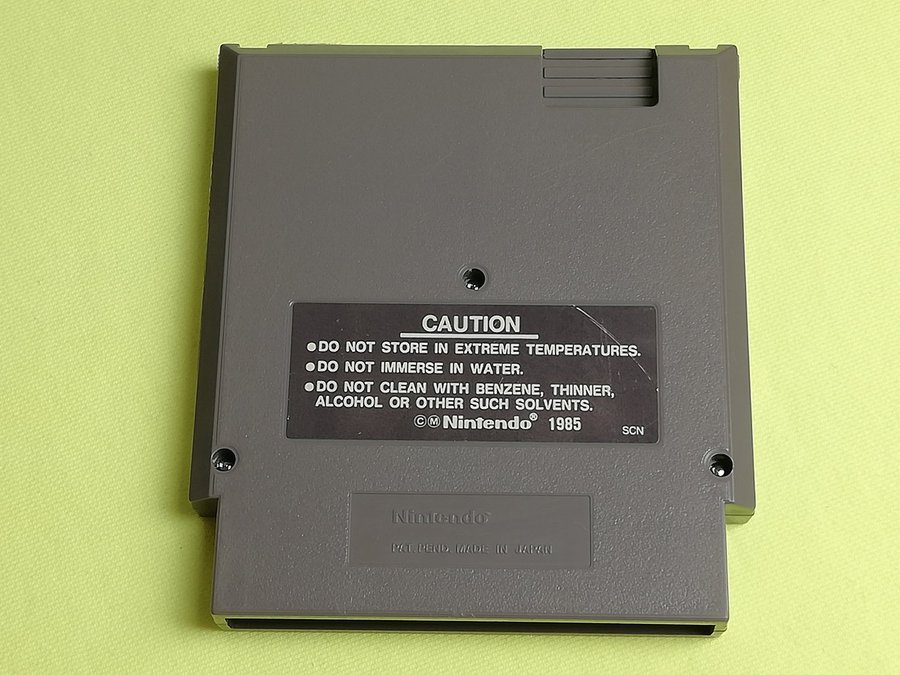 CAUTION
●DO NOT STORE IN EXTREME TEMPERATURES.
●DO NOT IMMERSE IN WATER.
●DO NOT CLEAN WITH BENZENE, THINNER,
ALCOHOL OR OTHER SUCH SOLVENTS.
©Ⓜ Nintendo® 1985
SCN
Nintendo
PAT.PEND. MADE IN JAPAN